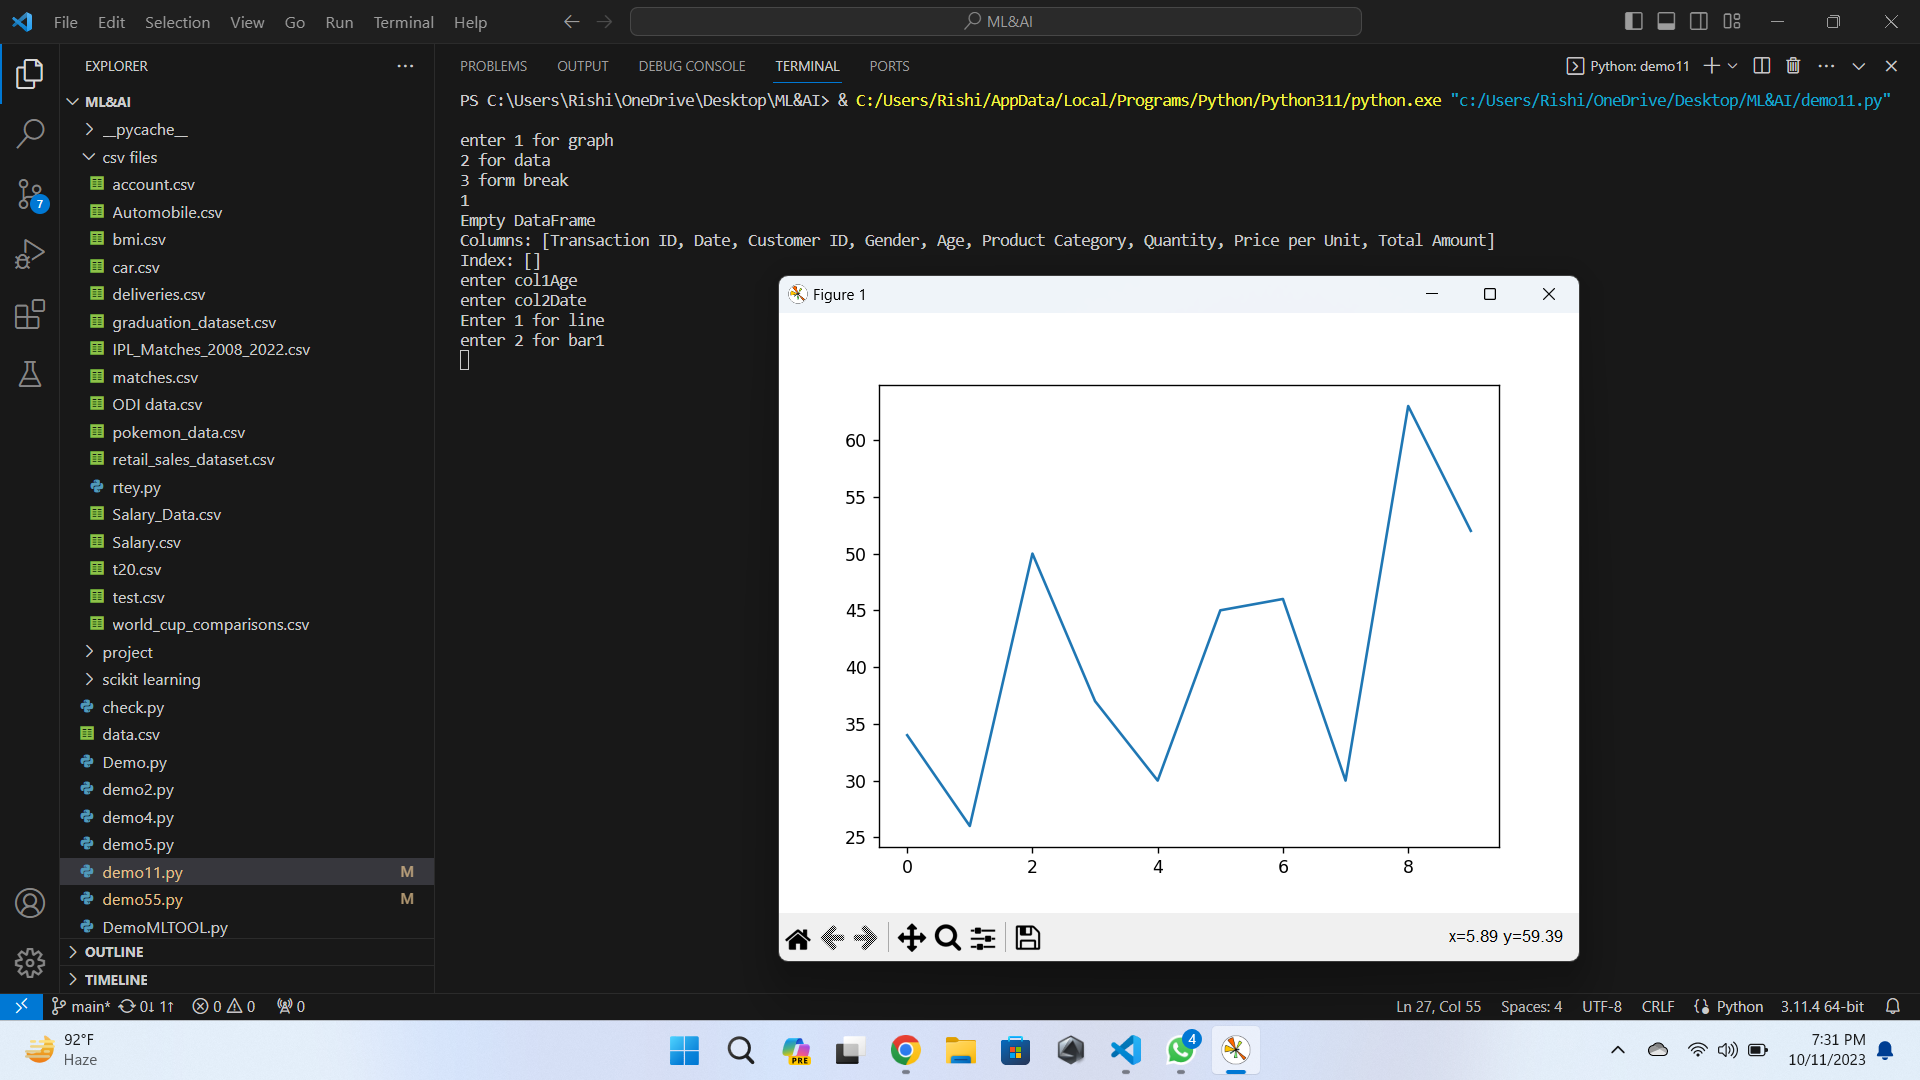 File Edit Selection View Go Run Terminal Help
ML&AI
EXPLORER
ML&AI
__pycache__
csv files
account.csv
Automobile.csv
bmi.csv
car.csv
deliveries.csv
graduation_dataset.csv
IPL_Matches_2008_2022.csv
matches.csv
ODI data.csv
pokemon_data.csv
retail_sales_dataset.csv
rtey.py
Salary_Data.csv
Salary.csv
t20.csv
test.csv
world_cup_comparisons.csv
project
scikit learning
check.py
data.csv
Demo.py
demo2.py
demo4.py
demo5.py
demo11.py M
demo55.py M
DemoMLTOOL.py
OUTLINE
TIMELINE
7
PROBLEMS OUTPUT DEBUG CONSOLE TERMINAL PORTS
Python: demo11
PS C:\Users\Rishi\OneDrive\Desktop\ML&AI> & C:/Users/Rishi/AppData/Local/Programs/Python/Python311/python.exe "c:/Users/Rishi/OneDrive/Desktop/ML&AI/demo11.py"
enter 1 for graph
2 for data
3 form break
1
Empty DataFrame
Columns: [Transaction ID, Date, Customer ID, Gender, Age, Product Category, Quantity, Price per Unit, Total Amount]
Index: []
enter col1Age
enter col2Date
Enter 1 for line
enter 2 for bar1
Figure 1
60
55
50
45
40
35
30
25
0 2 4 6 8
x=5.89 y=59.39
main* 0↓ 1↑ 0 0 0
Ln 27, Col 55 Spaces: 4 UTF-8 CRLF Python 3.11.4 64-bit
92°F
Haze
PRE
4
7:31 PM
10/11/2023